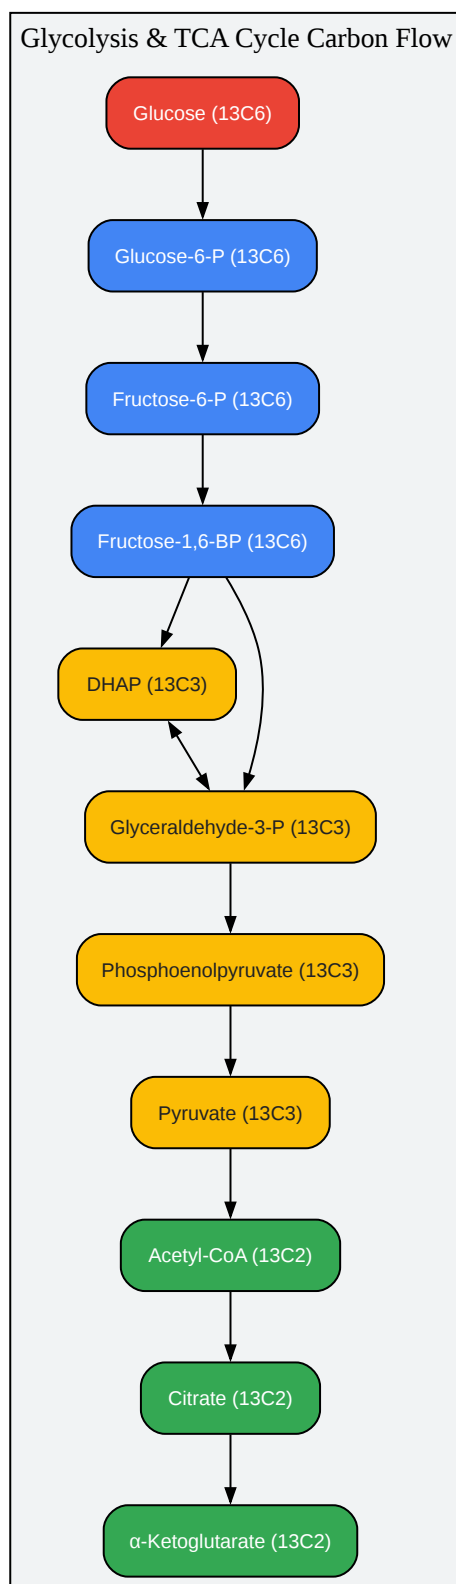 Glycolysis & TCA Cycle Carbon Flow
Glucose (13C6)
Glucose-6-P (13C6)
Fructose-6-P (13C6)
Fructose-1,6-BP (13C6)
DHAP (13C3)
Glyceraldehyde-3-P (13C3)
Phosphoenolpyruvate (13C3)
Pyruvate (13C3)
Acetyl-CoA (13C2)
Citrate (13C2)
α-Ketoglutarate (13C2)